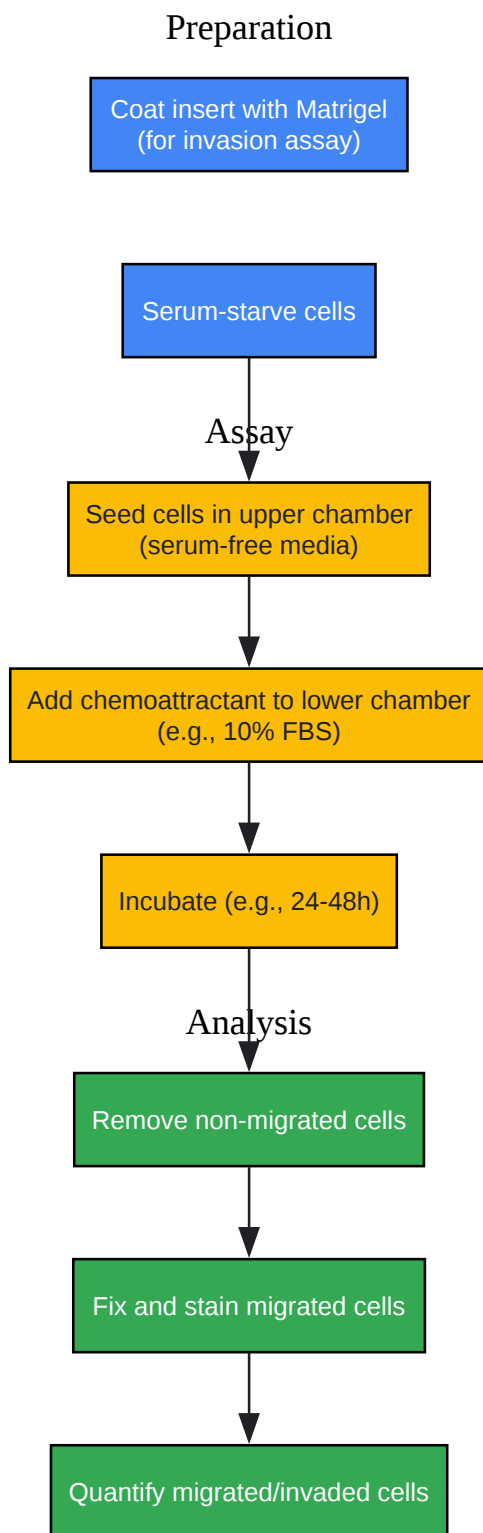 Preparation
Coat insert with Matrigel
(for invasion assay)
Serum-starve cells
Assay
Seed cells in upper chamber
(serum-free media)
Add chemoattractant to lower chamber
(e.g., 10% FBS)
Incubate (e.g., 24-48h)
Analysis
Remove non-migrated cells
Fix and stain migrated cells
Quantify migrated/invaded cells